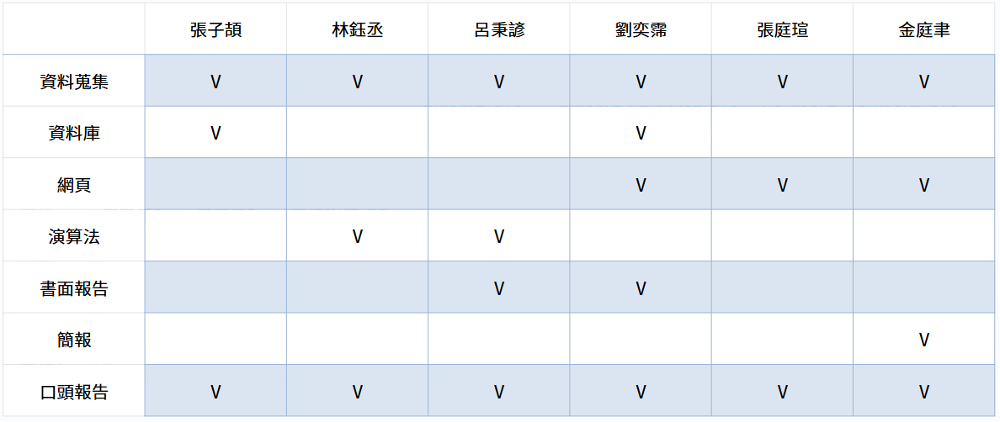 張子頡 林鈺丞 呂秉諺 劉奕霈 張庭瑄 金庭聿
資料蒐集 V V V V V V
資料庫 V V
網頁 V V V
演算法 V V
書面報告 V V
簡報 V
口頭報告 V V V V V V